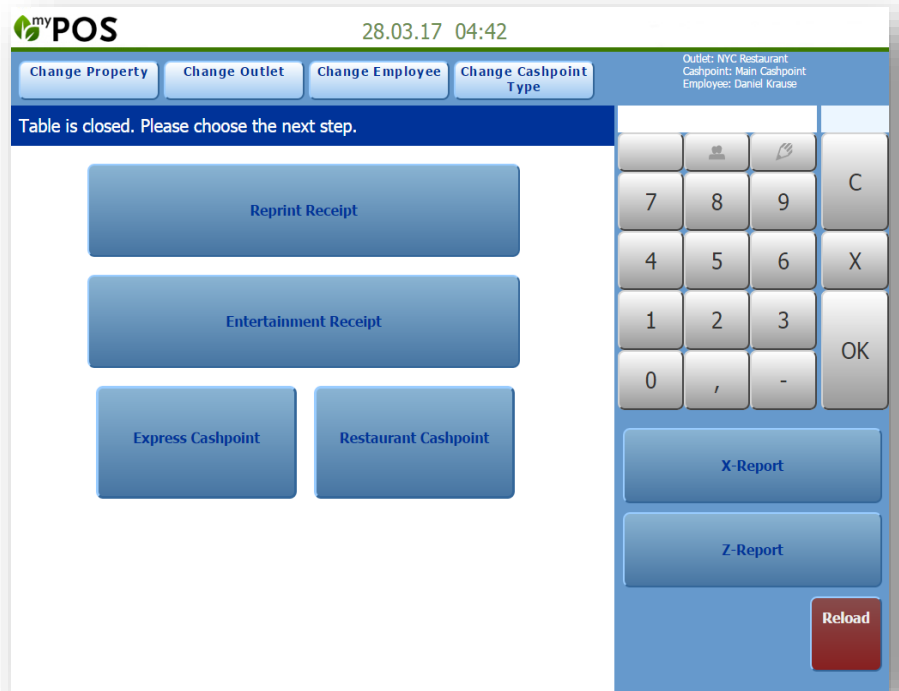 myPOS
28.03.17 04:42
Change Property
Change Outlet
Change Employee
Change Cashpoint
Type
Outlet: NYC Restaurant
Cashpoint: Main Cashpoint
Employee: Daniel Krause
Table is closed. Please choose the next step.
Reprint Receipt
Entertainment Receipt
Express Cashpoint
Restaurant Cashpoint
C
7 8 9
4 5 6 X
1 2 3
OK
0 , -
X-Report
Z-Report
Reload